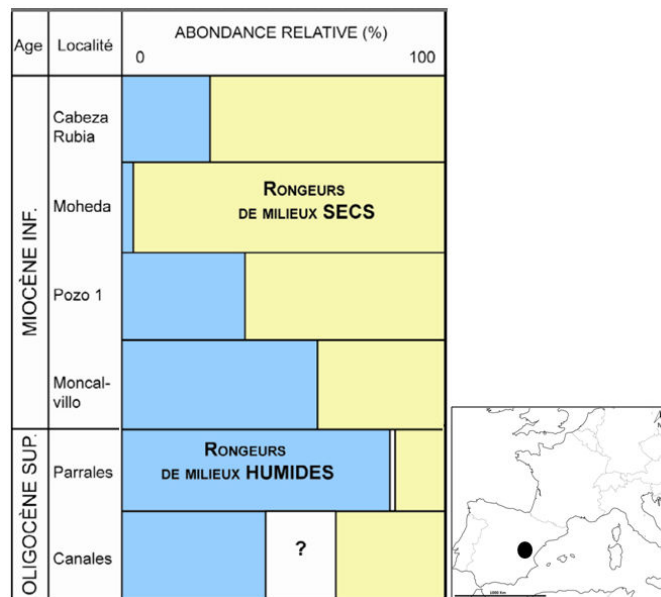 Age
Localité
ABONDANCE RELATIVE (%)
0
100
MIOCÈNE INF.
Cabeza
Rubia
Moheda
RONGEURS
DE MILIEUX SECS
Pozo 1
Moncal-
villo
OLIGOCÈNE SUP.
Parrales
RONGEURS
DE MILIEUX HUMIDES
Canales
?